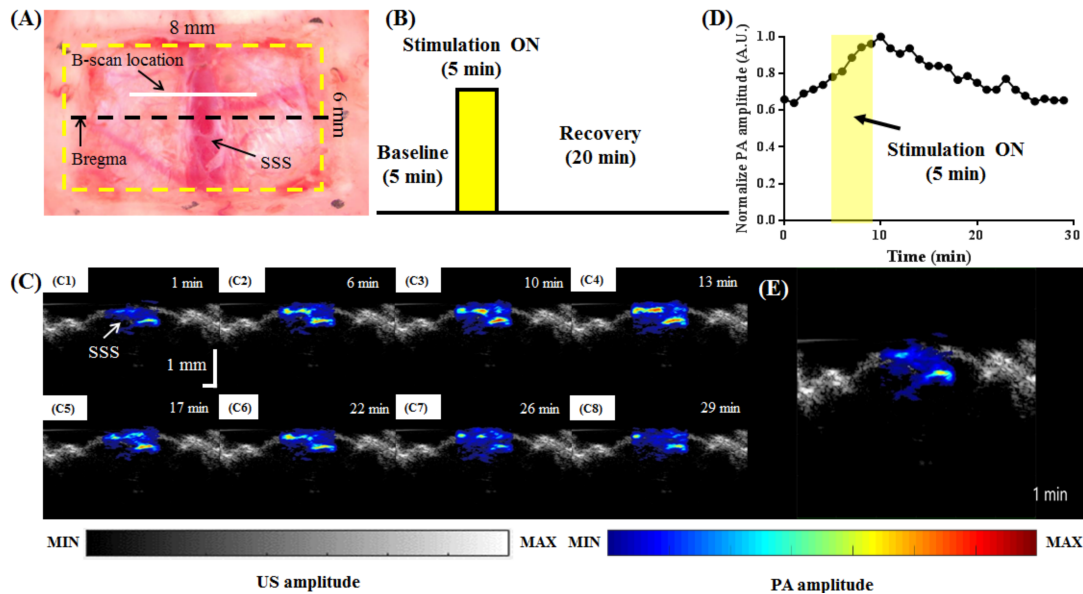 (A)
8 mm
B-scan location
6 mm
Bregma
SSS
(B)
Stimulation ON
(5 min)
Baseline
(5 min)
Recovery
(20 min)
(D)
Normalize PA amplitude (A.U.)
1.0
0.8
0.6
0.4
0.2
0.0
Stimulation ON
(5 min)
0
10
20
30
Time (min)
(C)
(C1)
1 min
SSS
1 mm
(C2)
6 min
(C3)
10 min
(C4)
13 min
(C5)
17 min
(C6)
22 min
(C7)
26 min
(C8)
29 min
(E)
1 min
MIN
MAX
US amplitude
MIN
MAX
PA amplitude